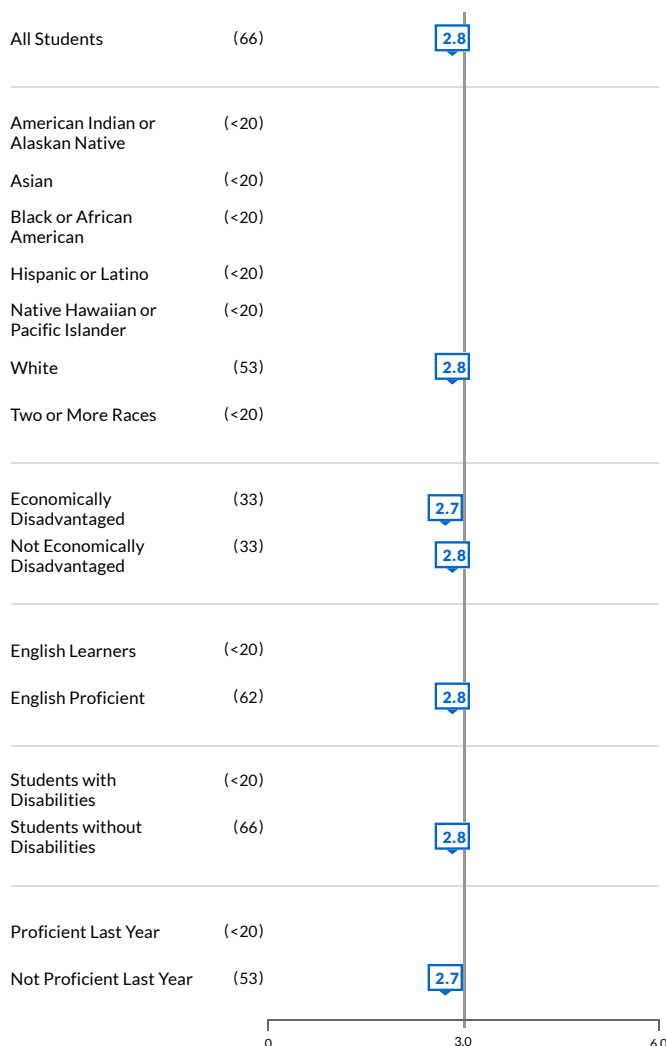 All Students (66) 2.8
American Indian or (<20)
Alaskan Native
Asian (<20)
Black or African (<20)
American
Hispanic or Latino (<20)
Native Hawaiian or (<20)
Pacific Islander
White (53) 2.8
Two or More Races (<20)
Economically (33) 2.7
Disadvantaged
Not Economically (33) 2.8
Disadvantaged
English Learners (<20)
English Proficient (62) 2.8
Students with (<20)
Disabilities
Students without (66) 2.8
Disabilities
Proficient Last Year (<20)
Not Proficient Last Year (53) 2.7
0 3.0 6.0